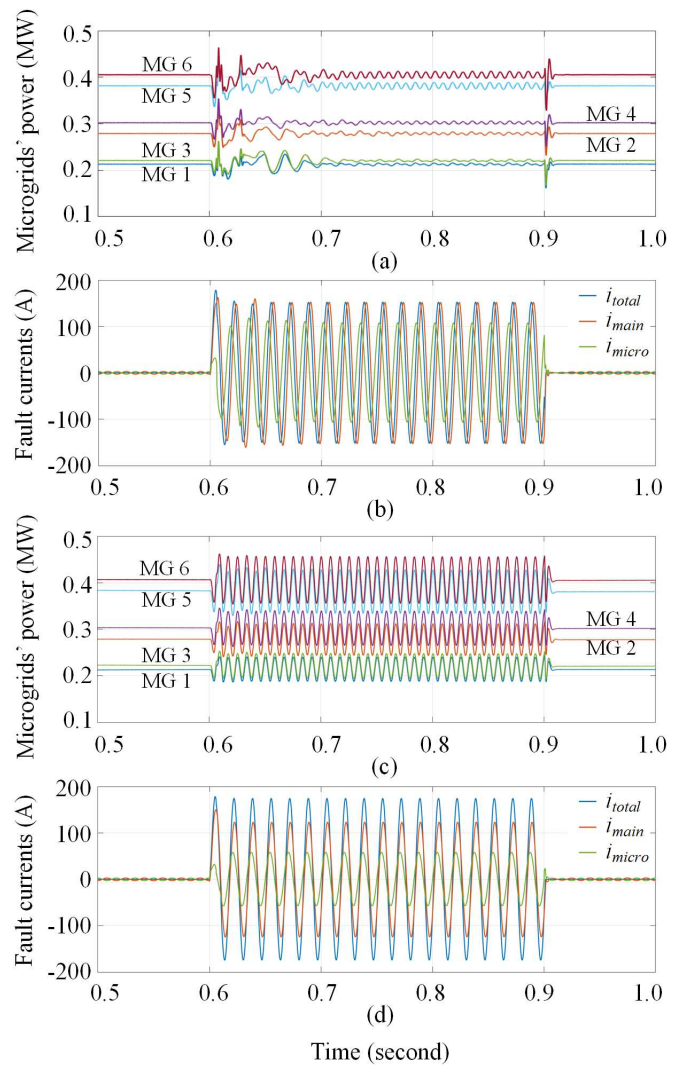 Microgrids' power (MW)
0.5
0.4
0.3
0.2
0.1
MG 6
MG 5
MG 4
MG 2
MG 3
MG 1
0.5 0.6 0.7 0.8 0.9 1.0
(a)
Fault currents (A)
200
100
0
-100
-200
i_total
i_main
i_micro
0.5 0.6 0.7 0.8 0.9 1.0
(b)
Microgrids' power (MW)
0.5
0.4
0.3
0.2
0.1
MG 6
MG 5
MG 4
MG 2
MG 3
MG 1
0.5 0.6 0.7 0.8 0.9 1.0
(c)
Fault currents (A)
200
100
0
-100
-200
i_total
i_main
i_micro
0.5 0.6 0.7 0.8 0.9 1.0
(d)
Time (second)